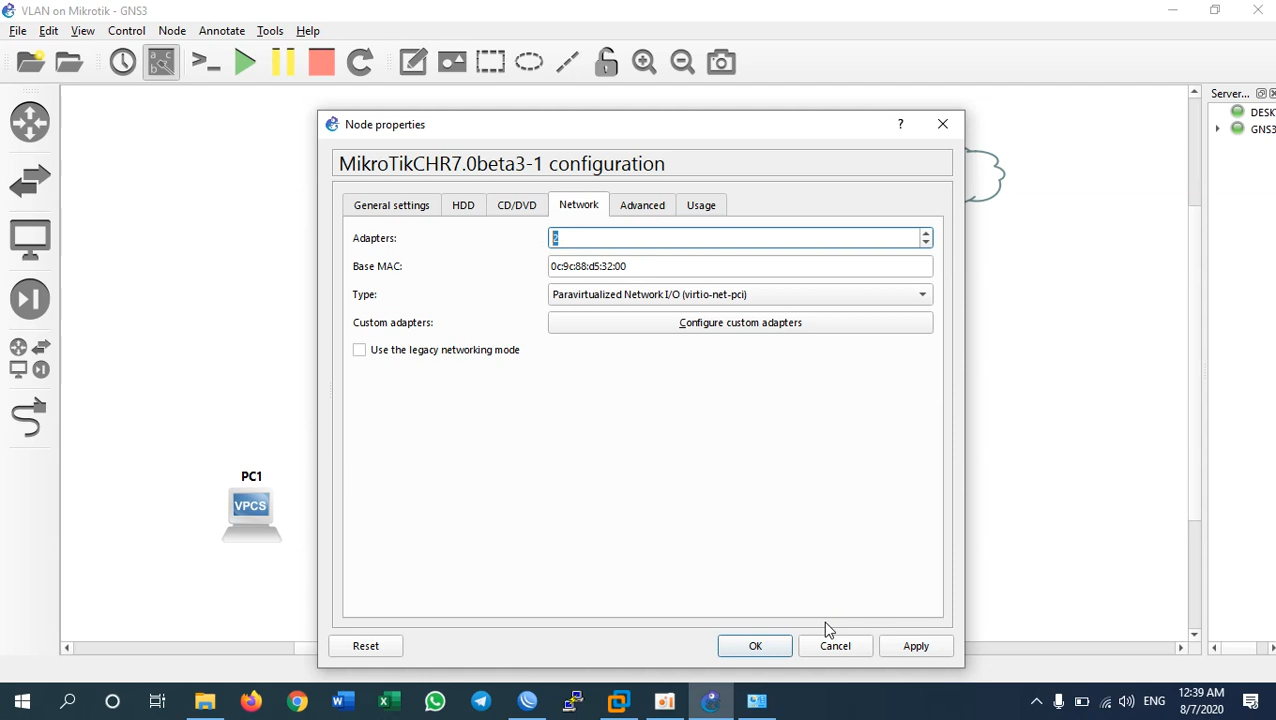 VLAN on Mikrotik - GNS3
File Edit View Control Node Annotate Tools Help
Server...
DESK
GNS3
Node properties
MikroTikCHR7.0beta3-1 configuration
General settings HDD CD/DVD Network Advanced Usage
Adapters: 2
Base MAC: 0c:9c:88:d5:32:00
Type: Paravirtualized Network I/O (virtio-net-pci)
Custom adapters: Configure custom adapters
Use the legacy networking mode
PC1
VPCS
Reset OK Cancel Apply
ENG
12:39 AM
8/7/2020